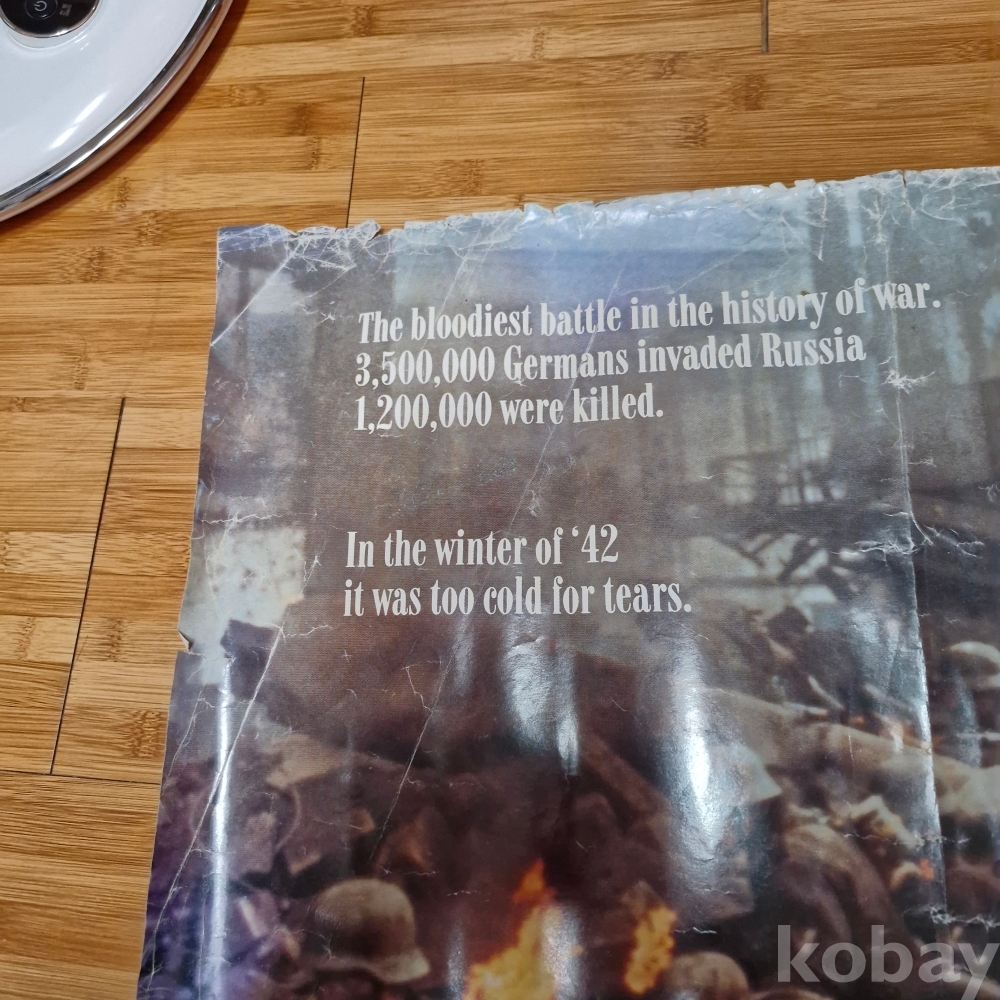 The bloodiest battle in the history of war.
3,500,000 Germans invaded Russia
1,200,000 were killed.
In the winter of ‘42
it was too cold for tears.
kobay